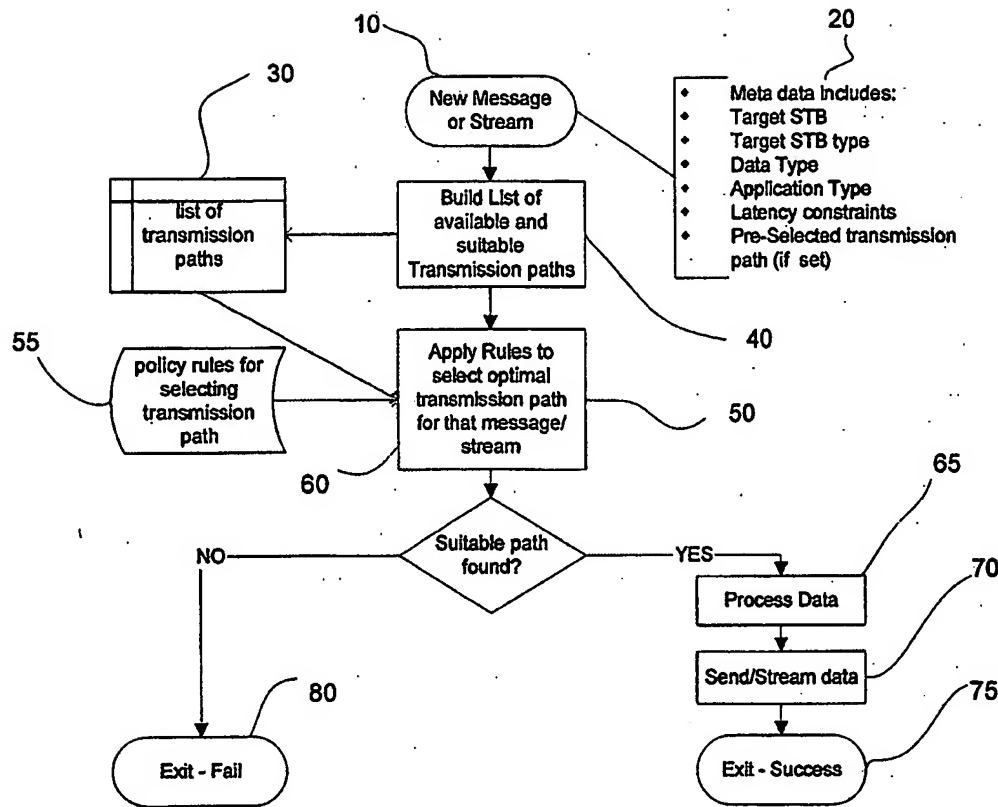 10
20
30
New Message
or Stream
Meta data includes:
Target STB
Target STB type
Data Type
Application Type
Latency constraints
Pre-Selected transmission
path (if set)
list of
transmission
paths
Build List of
available and
suitable
Transmission paths
40
55
policy rules for
selecting
transmission
path
Apply Rules to
select optimal
transmission path
for that message/
stream
50
60
65
Suitable path
found?
NO
YES
70
Process Data
Send/Stream data
75
80
Exit - Fail
Exit - Success